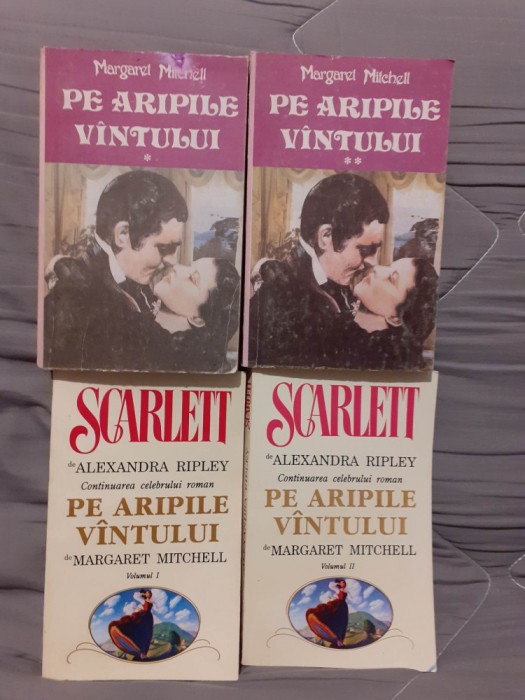 Margaret Mitchell
PE ARIPILE
VÎNTULUI
*
Margaret Mitchell
PE ARIPILE
VÎNTULUI
**
SCARLETT
de ALEXANDRA RIPLEY
Continuarea celebrului roman
PE ARIPILE
VÎNTULUI
de MARGARET MITCHELL
Volumul I
SCARLETT
de ALEXANDRA RIPLEY
Continuarea celebrului roman
PE ARIPILE
VÎNTULUI
de MARGARET MITCHELL
Volumul II